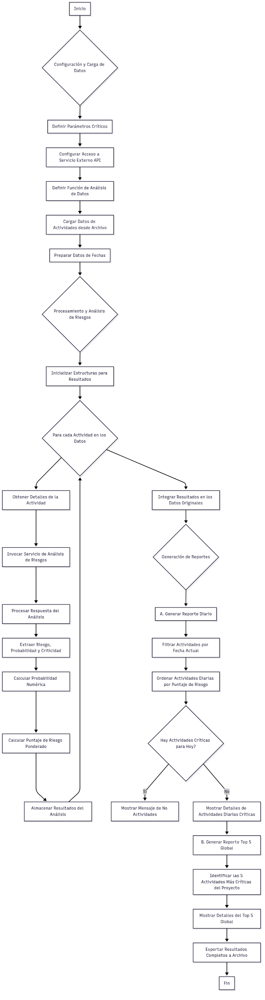 Inicio
Configuración y Carga de
Datos
Definir Parámetros Críticos
Configurar Acceso a
Servicio Externo API
Definir Función de Análisis
de Datos
Cargar Datos de
Actividades desde Archivo
Preparar Datos de Fechas
Procesamiento y Análisis
de Riesgos
Inicializar Estructuras para
Resultados
Para cada Actividad en los
Datos
Obtener Detalles de la
Actividad
Invocar Servicio de Análisis
de Riesgos
Procesar Respuesta del
Análisis
Extraer Riesgo,
Probabilidad y Criticidad
Calcular Probabilidad
Numérica
Calcular Puntaje de Riesgo
Ponderado
Almacenar Resultados del
Análisis
Integrar Resultados en los
Datos Originales
Generación de Reportes
A. Generar Reporte Diario
Filtrar Actividades por
Fecha Actual
Ordenar Actividades Diarias
por Puntaje de Riesgo
Hay Actividades Críticas
para Hoy?
Sí
Mostrar Mensaje de No
Actividades
No
Mostrar Detalles de
Actividades Diarias Críticas
B. Generar Reporte Top 5
Global
Identificar las 5
Actividades Más Críticas
del Proyecto
Mostrar Detalles del Top 5
Global
Exportar Resultados
Completos a Archivo
Fin